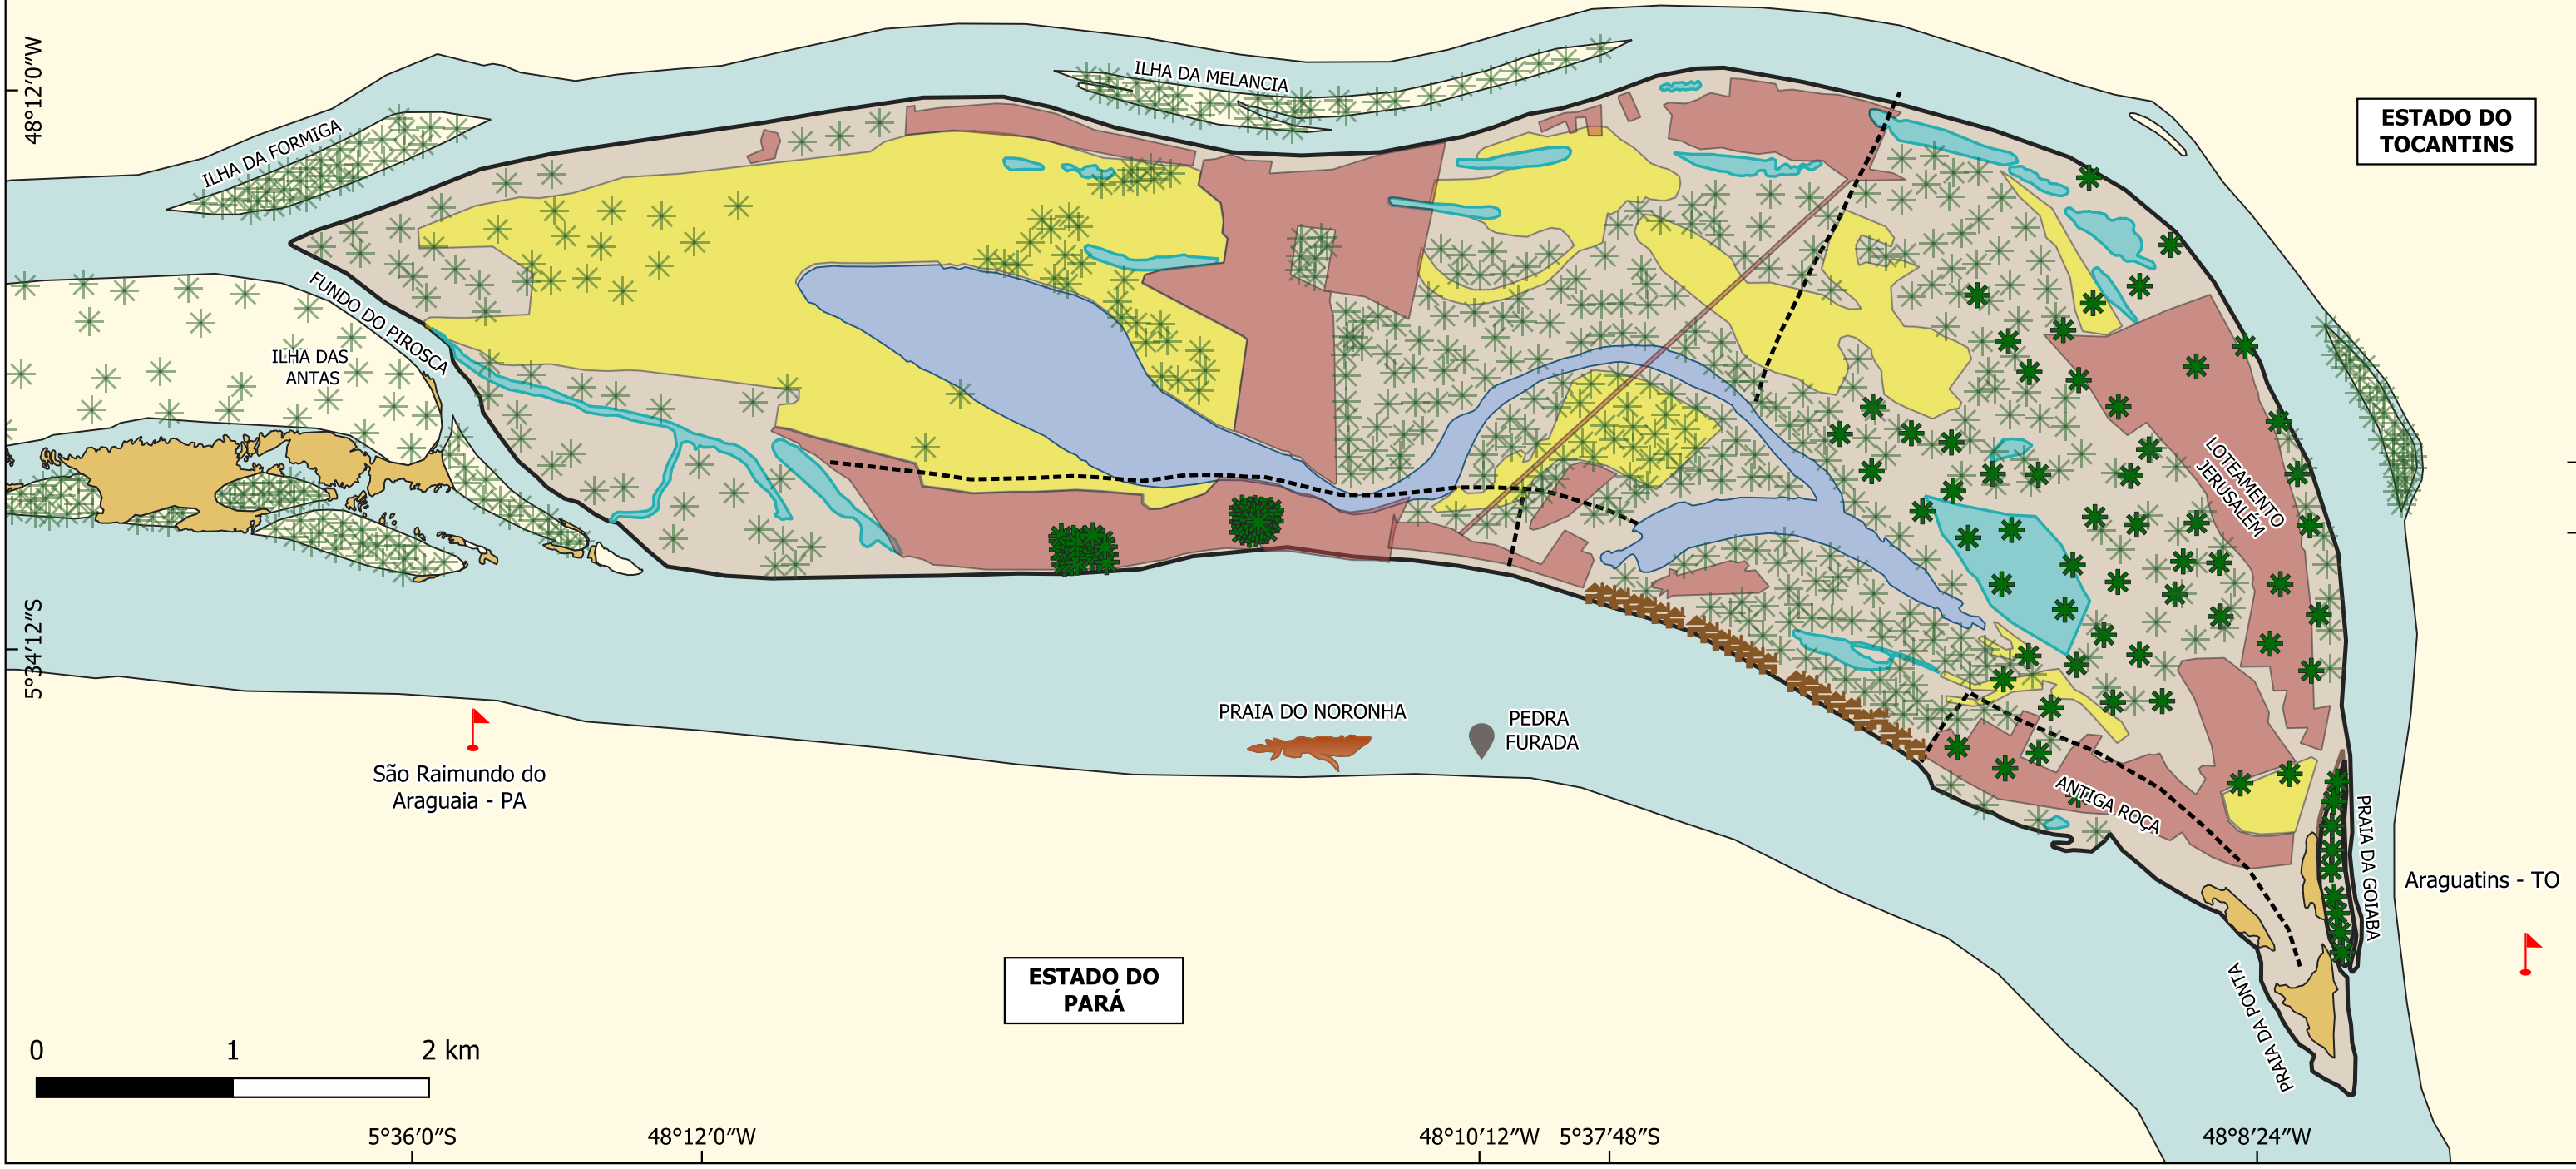 48°12′0″W
ILHA DA FORMIGA
ILHA DA MELANCIA
ESTADO DO
TOCANTINS
FUNDO DO PIROSCA
ILHA DAS
ANTAS
LOTEAMENTO
JERUSALÉM
5°34′12″S
PRAIA DO NORONHA
PEDRA
FURADA
São Raimundo do
Araguaia - PA
ANTIGA ROÇA
PRAIA DA GOIABA
Araguatins - TO
PRAIA DA PONTA
ESTADO DO
PARÁ
0 1 2 km
5°36′0″S 48°12′0″W 48°10′12″W 5°37′48″S 48°8′24″W